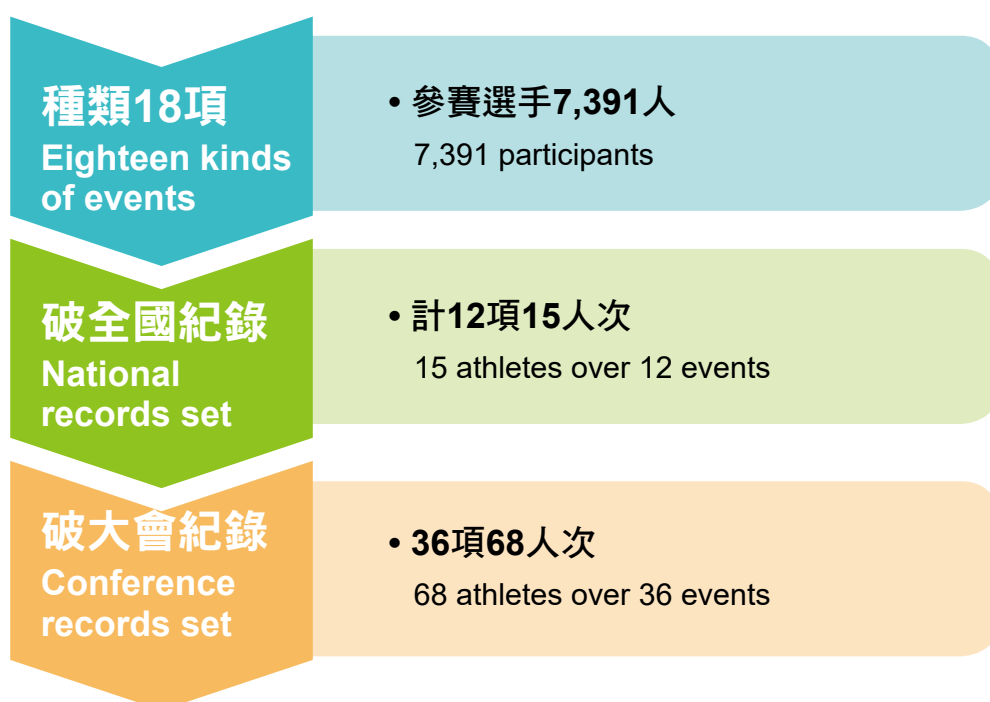 種類18項
Eighteen kinds
of events
• 參賽選手7,391人
7,391 participants
破全國紀錄
National
records set
• 計12項15人次
15 athletes over 12 events
破大會紀錄
Conference
records set
• 36項68人次
68 athletes over 36 events